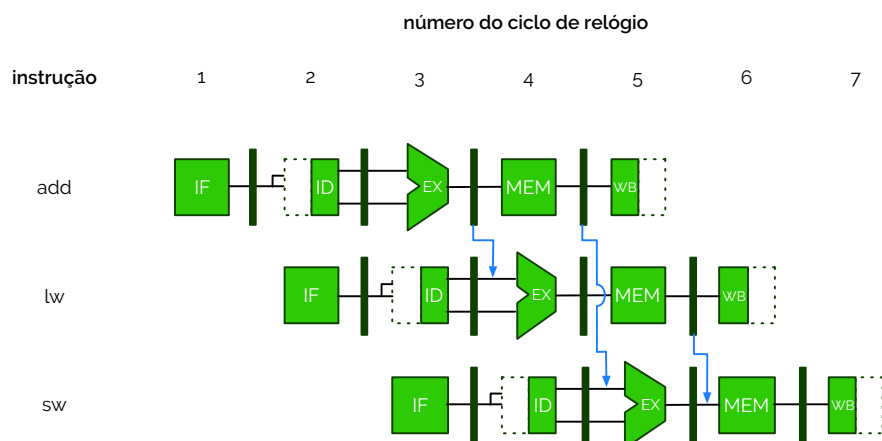 número do ciclo de relógio
instrução 1 2 3 4 5 6 7
add IF ID EX MEM WB
lw IF ID EX MEM WB
sw IF ID EX MEM WB